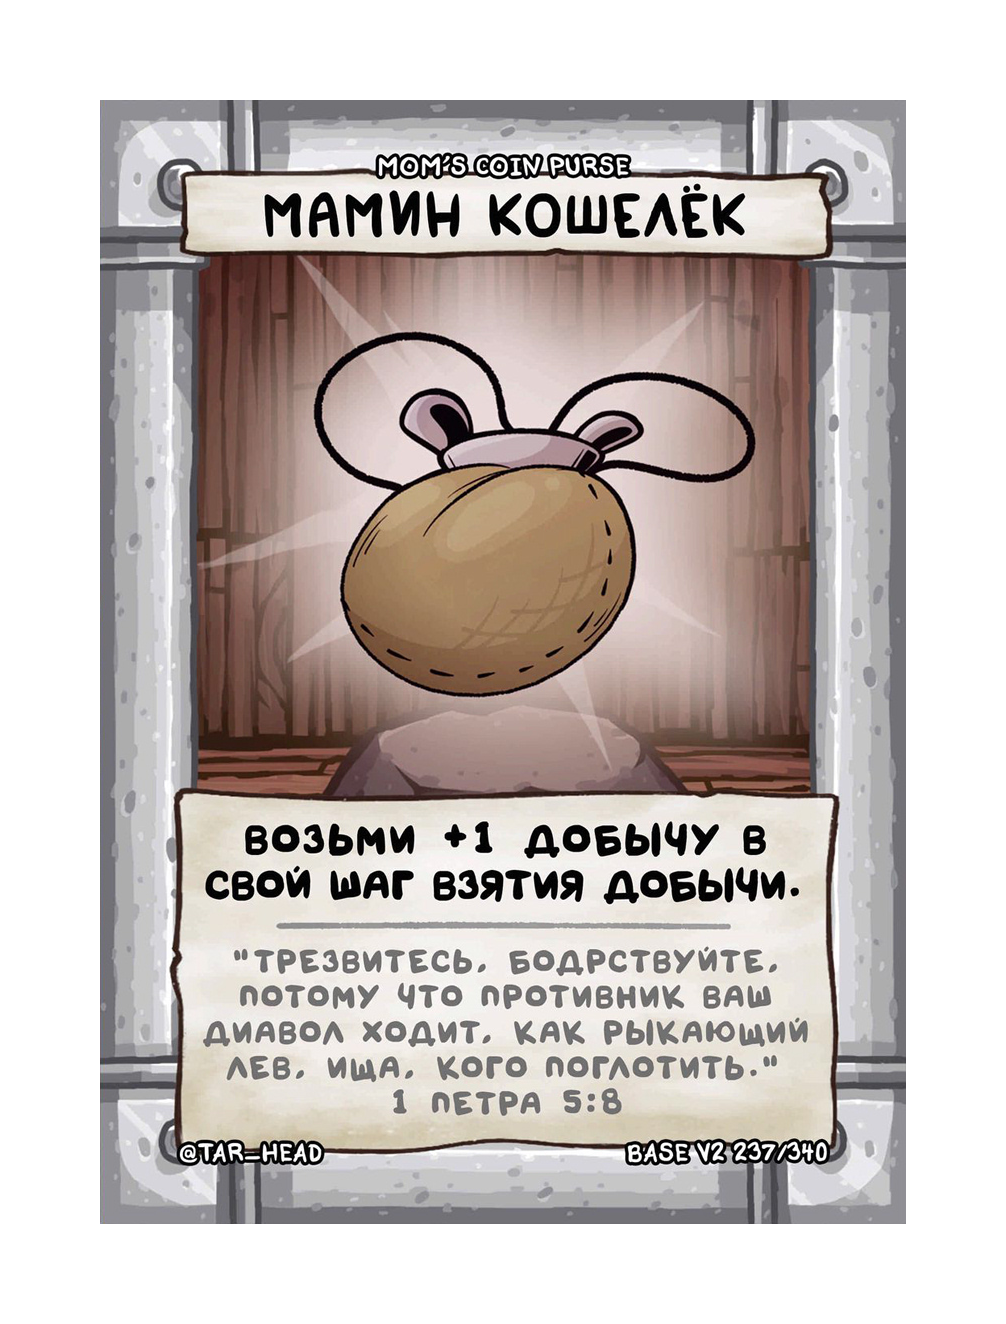 MOM'S COIN PURSE
МАМИН КОШЕЛЁК
ВОЗЬМИ +1 ДОБЫЧУ В
СВОЙ ШАГ ВЗЯТИЯ ДОБЫЧИ.
"ТРЕЗВИТЕСЬ, БОДРСТВУЙТЕ,
ПОТОМУ ЧТО ПРОТИВНИК ВАШ
ДИАВОЛ ХОДИТ, КАК РЫКАЮЩИЙ
ЛЕВ, ИЩА, КОГО ПОГЛОТИТЬ."
1 ПЕТРА 5:8
@TAR_HEAD
BASE V2 237/340